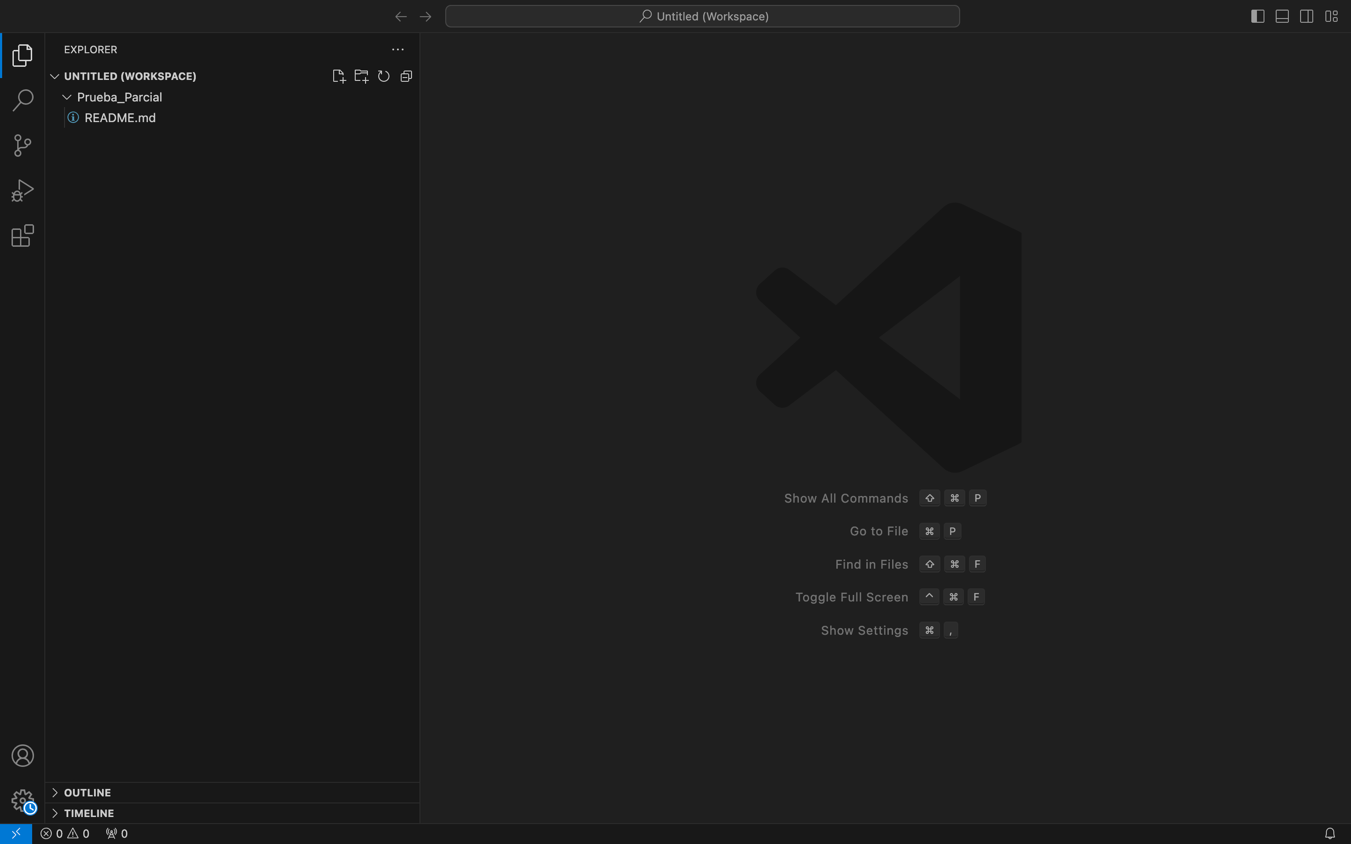 Untitled (Workspace)
EXPLORER
UNTITLED (WORKSPACE)
Prueba_Parcial
README.md
Show All Commands ⇧ ⌘ P
Go to File ⌘ P
Find in Files ⇧ ⌘ F
Toggle Full Screen ^ ⌘ F
Show Settings ⌘ ,
OUTLINE
TIMELINE
0 0 0